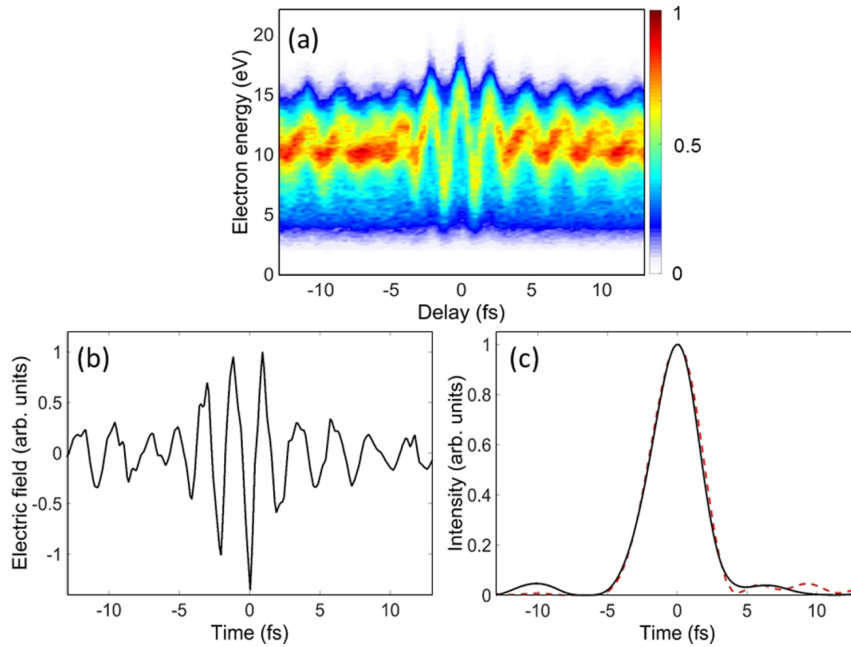 (a)
Electron energy (eV)
20
15
10
5
0
-10 -5 0 5 10
Delay (fs)
1
0.5
0
(b)
Electric field (arb. units)
1
0.5
0
-0.5
-1
-10 -5 0 5 10
Time (fs)
(c)
Intensity (arb. units)
1
0.8
0.6
0.4
0.2
0
-10 -5 0 5 10
Time (fs)